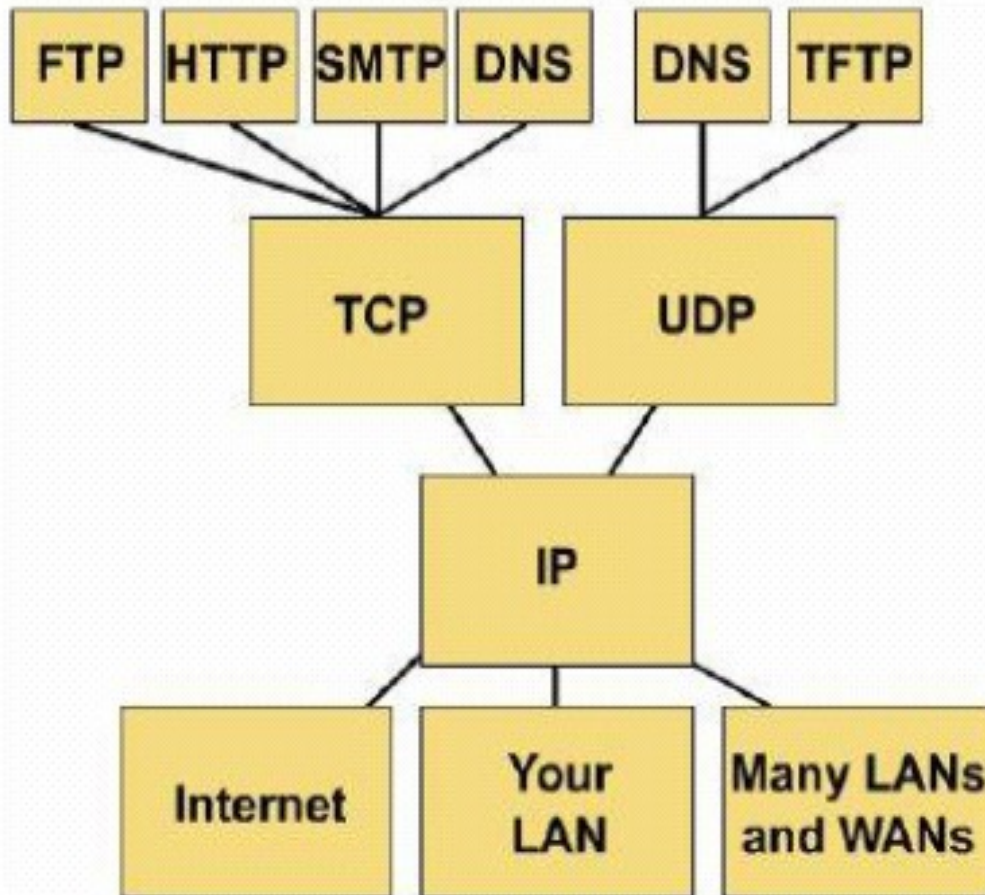 FTP HTTP SMTP DNS DNS TFTP
TCP UDP
IP
Internet
Your
LAN
Many LANs
and WANs